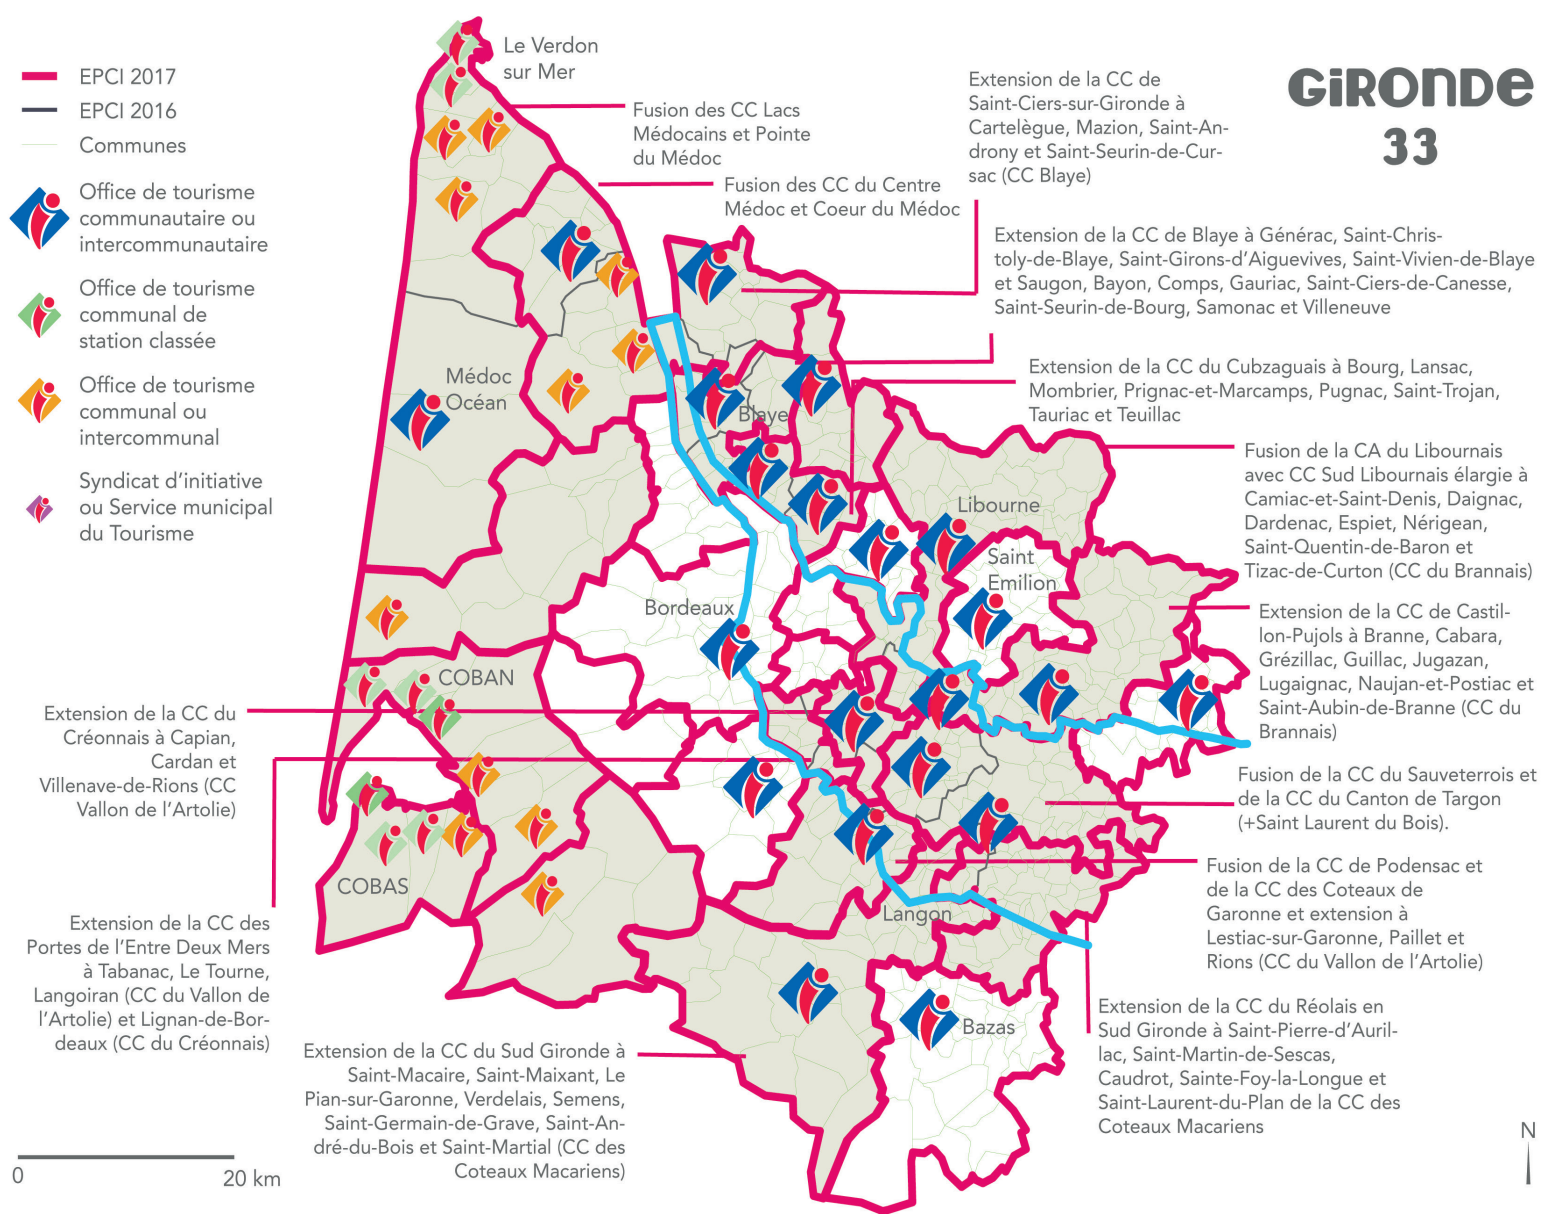 GiRONDE
33
EPCI 2017
EPCI 2016
Communes
Office de tourisme
communautaire ou
intercommunautaire
Office de tourisme
communal de
station classée
Office de tourisme
communal ou
intercommunal
Syndicat d’initiative
ou Service municipal
du Tourisme
Le Verdon
sur Mer
Fusion des CC Lacs
Médocains et Pointe
du Médoc
Fusion des CC du Centre
Médoc et Coeur du Médoc
Extension de la CC de
Saint-Ciers-sur-Gironde à
Cartelègue, Mazion, Saint-An-
drony et Saint-Seurin-de-Cur-
sac (CC Blaye)
Extension de la CC de Blaye à Générac, Saint-Chris-
toly-de-Blaye, Saint-Girons-d’Aiguevives, Saint-Vivien-de-Blaye
et Saugon, Bayon, Comps, Gauriac, Saint-Ciers-de-Canesse,
Saint-Seurin-de-Bourg, Samonac et Villeneuve
Extension de la CC du Cubzaguais à Bourg, Lansac,
Mombrier, Prignac-et-Marcamps, Pugnac, Saint-Trojan,
Tauriac et Teuillac
Fusion de la CA du Libournais
avec CC Sud Libournais élargie à
Camiac-et-Saint-Denis, Daignac,
Dardenac, Espiet, Nérigean,
Saint-Quentin-de-Baron et
Tizac-de-Curton (CC du Brannais)
Extension de la CC de Castil-
lon-Pujols à Branne, Cabara,
Grézillac, Guillac, Jugazan,
Lugaignac, Naujan-et-Postiac et
Saint-Aubin-de-Branne (CC du
Brannais)
Fusion de la CC du Sauveterrois et
de la CC du Canton de Targon
(+Saint Laurent du Bois).
Fusion de la CC de Podensac et
de la CC des Coteaux de
Garonne et extension à
Lestiac-sur-Garonne, Paillet et
Rions (CC du Vallon de l’Artolie)
Extension de la CC du Réolais en
Sud Gironde à Saint-Pierre-d’Auril-
lac, Saint-Martin-de-Sescas,
Caudrot, Sainte-Foy-la-Longue et
Saint-Laurent-du-Plan de la CC des
Coteaux Macariens
Médoc
Océan
Blaye
Libourne
Saint
Emilion
Bordeaux
COBAN
COBAS
Langon
Bazas
Extension de la CC du
Créonnais à Capian,
Cardan et
Villenave-de-Rions (CC
Vallon de l’Artolie)
Extension de la CC des
Portes de l’Entre Deux Mers
à Tabanac, Le Tourne,
Langoiran (CC du Vallon de
l’Artolie) et Lignan-de-Bor-
deaux (CC du Créonnais)
Extension de la CC du Sud Gironde à
Saint-Macaire, Saint-Maixant, Le
Pian-sur-Garonne, Verdelais, Semens,
Saint-Germain-de-Grave, Saint-An-
dré-du-Bois et Saint-Martial (CC des
Coteaux Macariens)
0
20 km
N